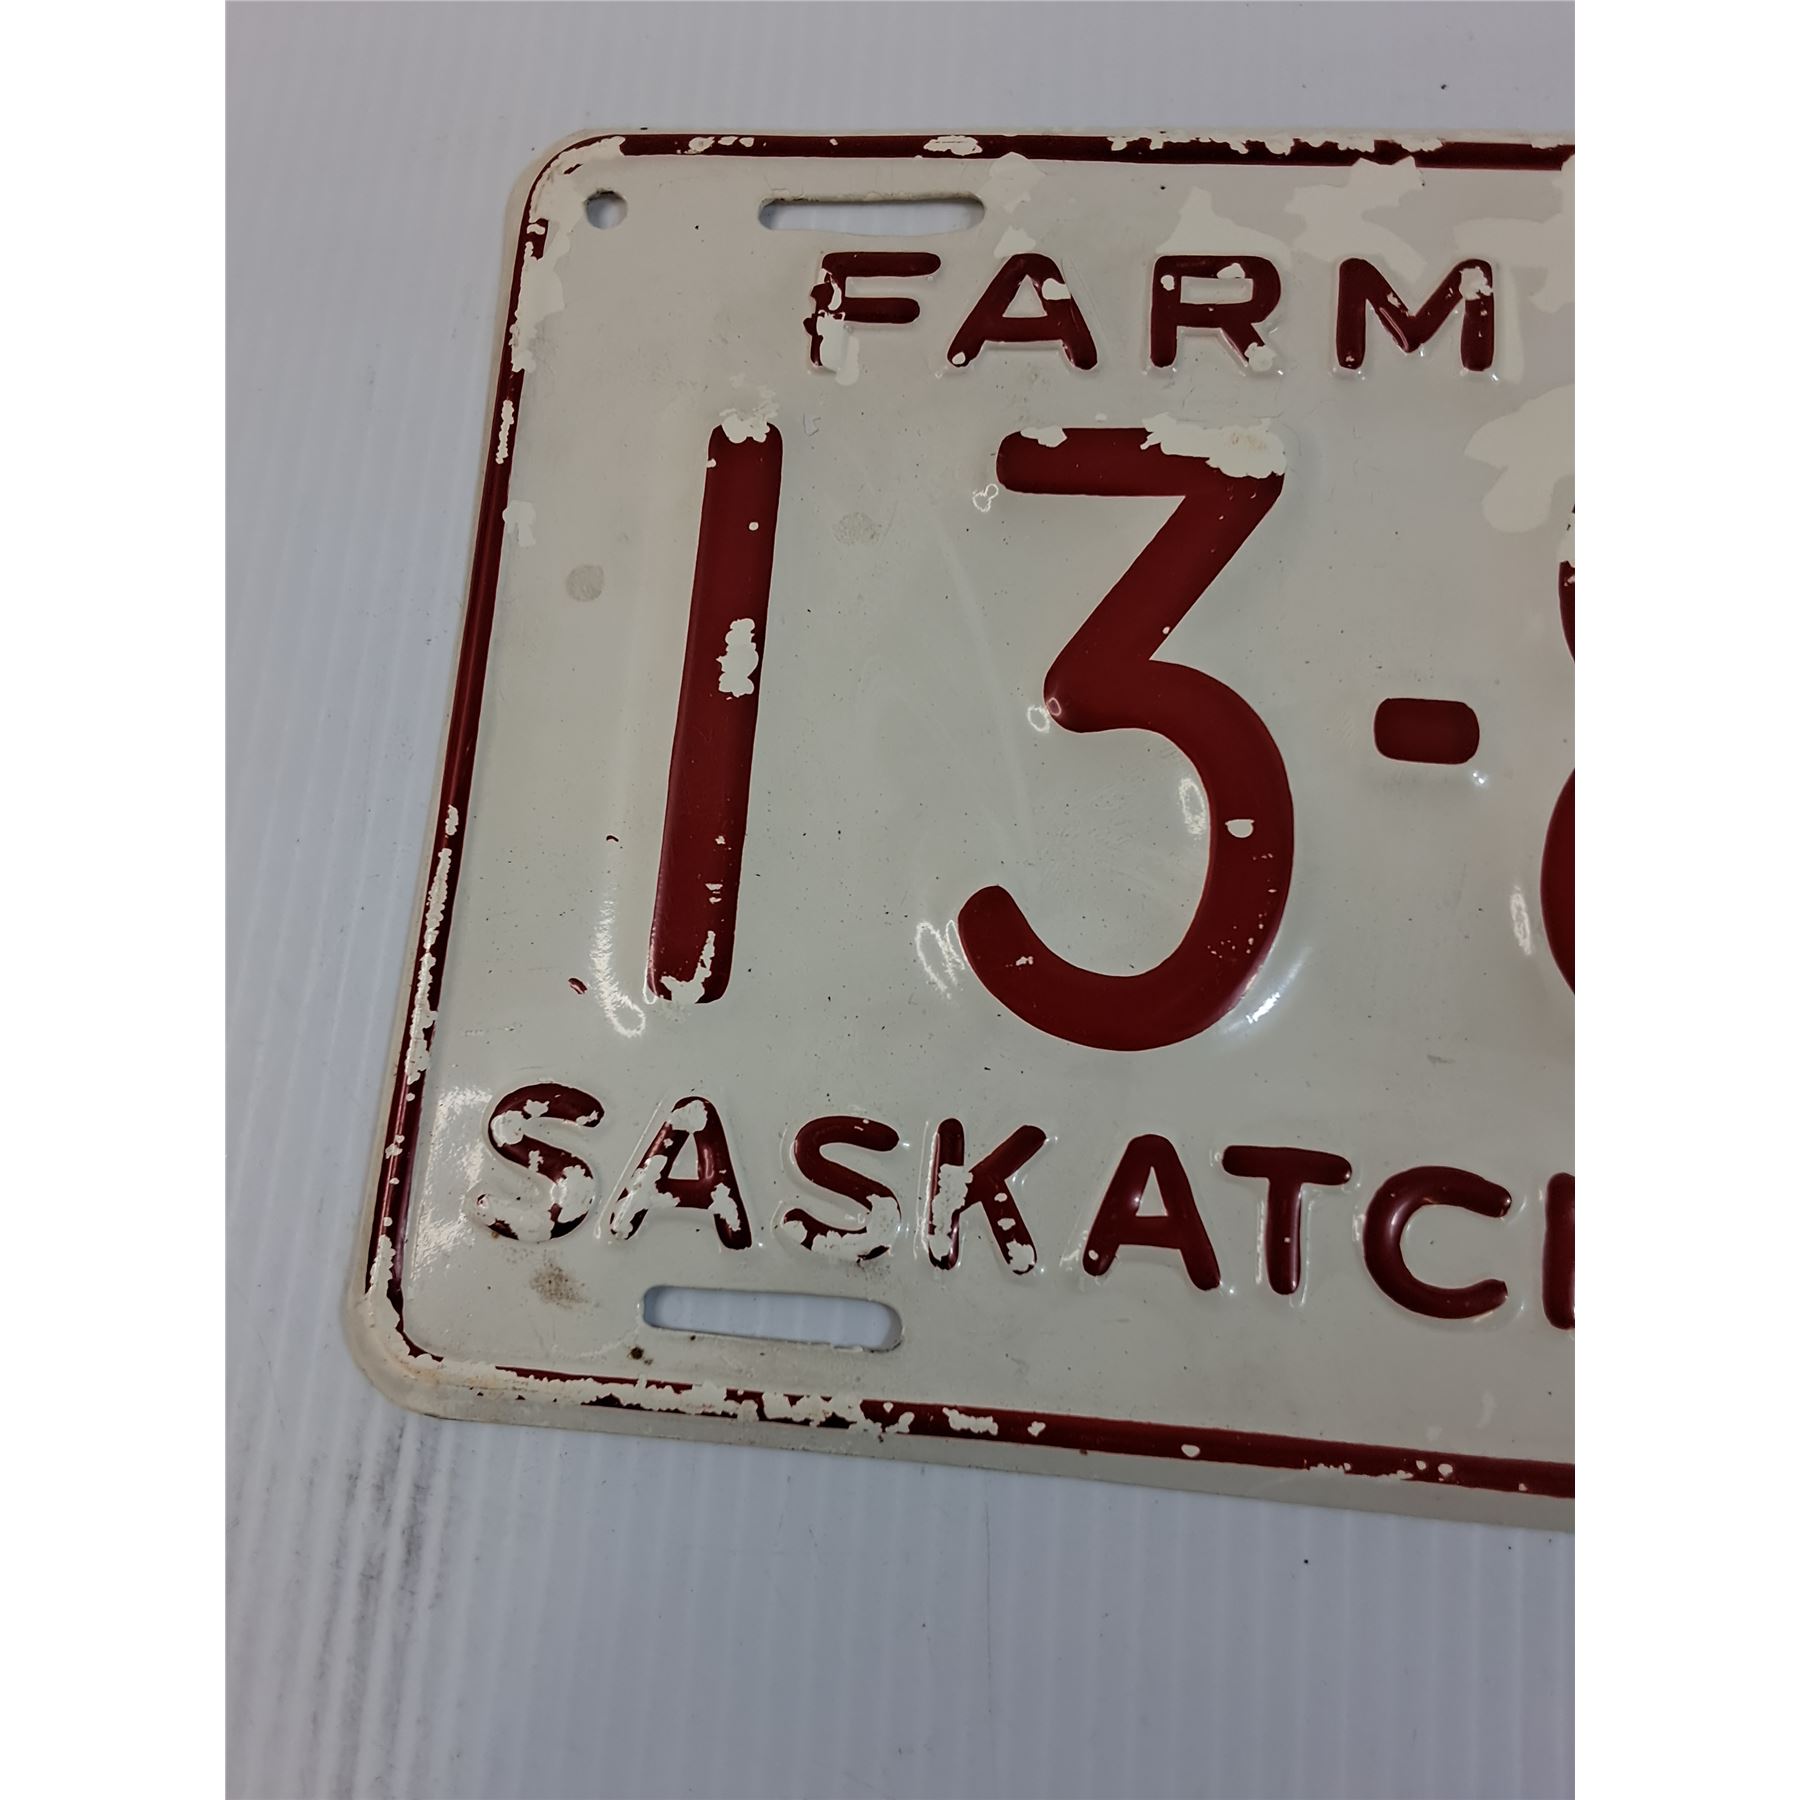 FARM
13-
SASKATC